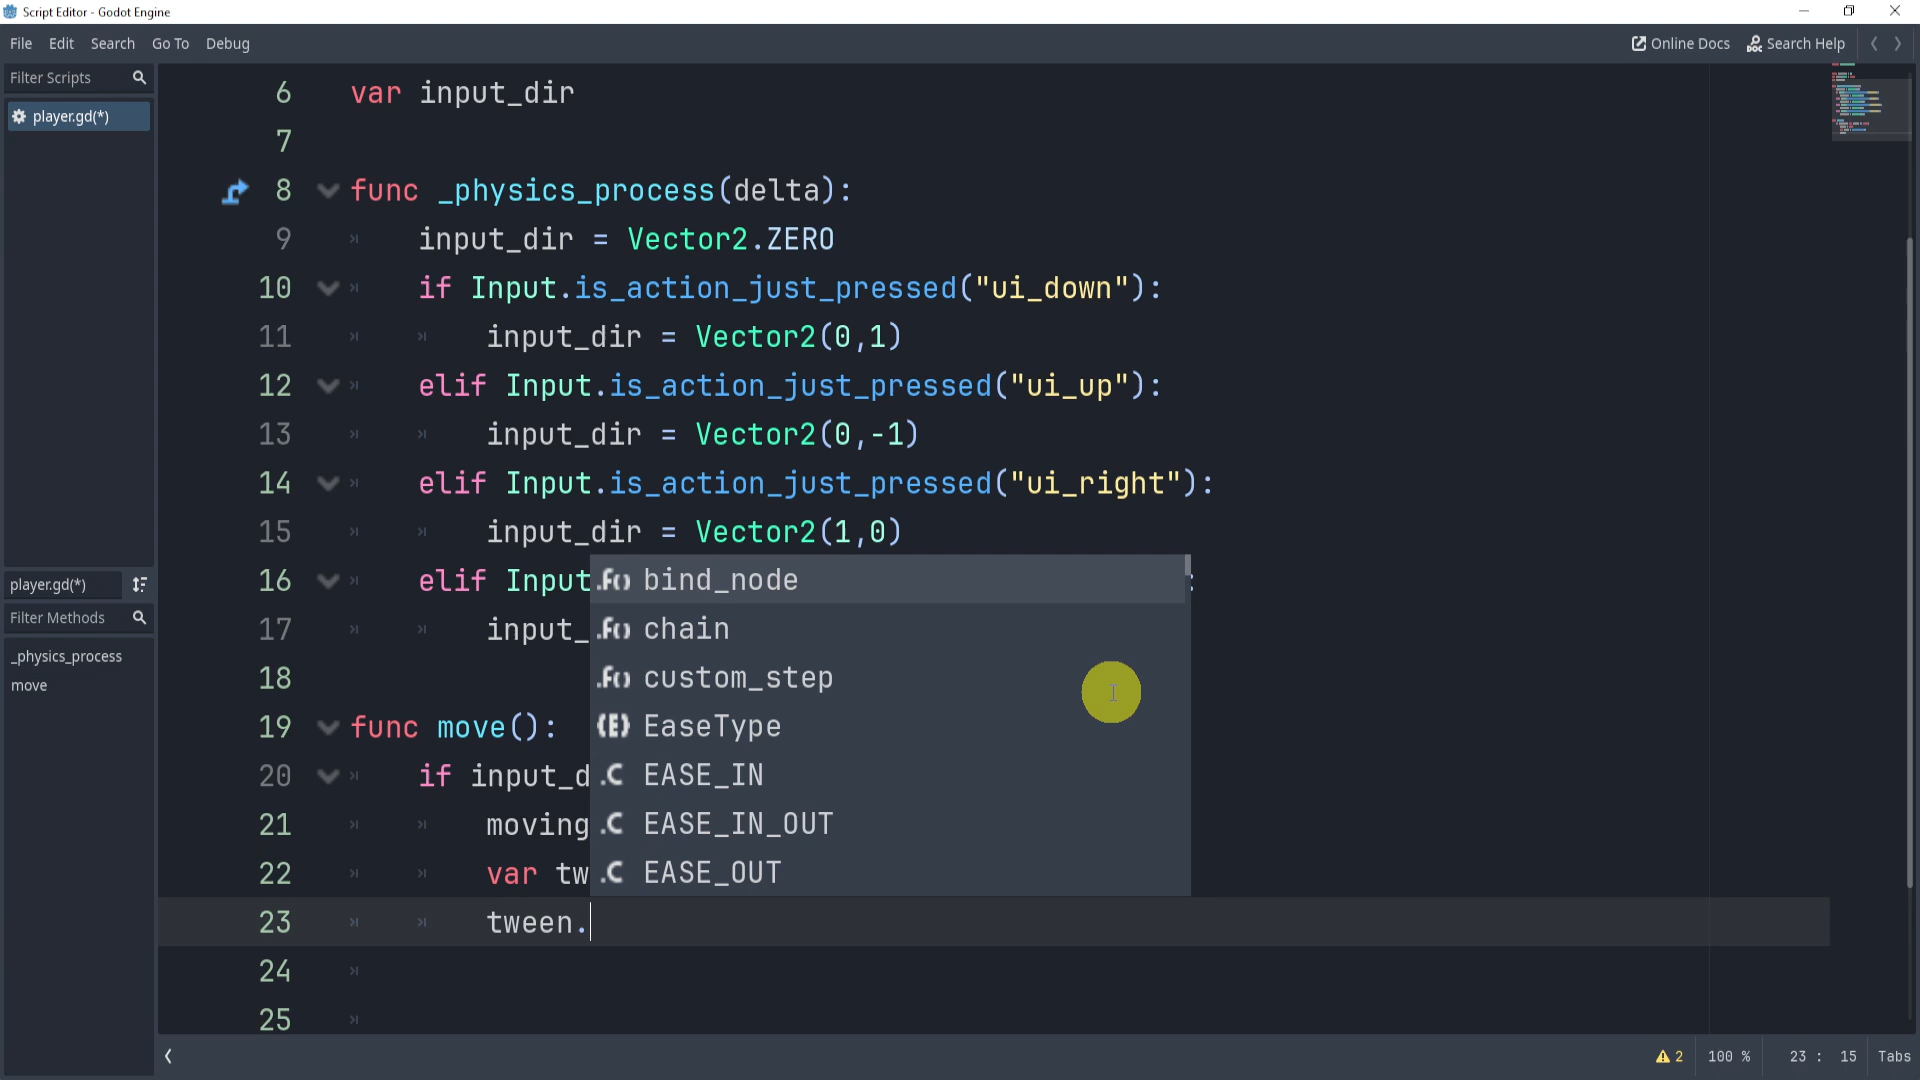 Script Editor - Godot Engine
File Edit Search Go To Debug Online Docs Search Help
Filter Scripts
player.gd(*)
6 var input_dir
7
8 func _physics_process(delta):
9 input_dir = Vector2.ZERO
10 if Input.is_action_just_pressed("ui_down"):
11 input_dir = Vector2(0,1)
12 elif Input.is_action_just_pressed("ui_up"):
13 input_dir = Vector2(0,-1)
14 elif Input.is_action_just_pressed("ui_right"):
15 input_dir = Vector2(1,0)
16 elif Input :
17 input_
18
19 func move():
20 if input_d
21 moving
22 var tw
23 tween.
24
25
bind_node
chain
custom_step
EaseType
EASE_IN
EASE_IN_OUT
EASE_OUT
player.gd(*)
Filter Methods
_physics_process
move
2 100 % 23 : 15 Tabs